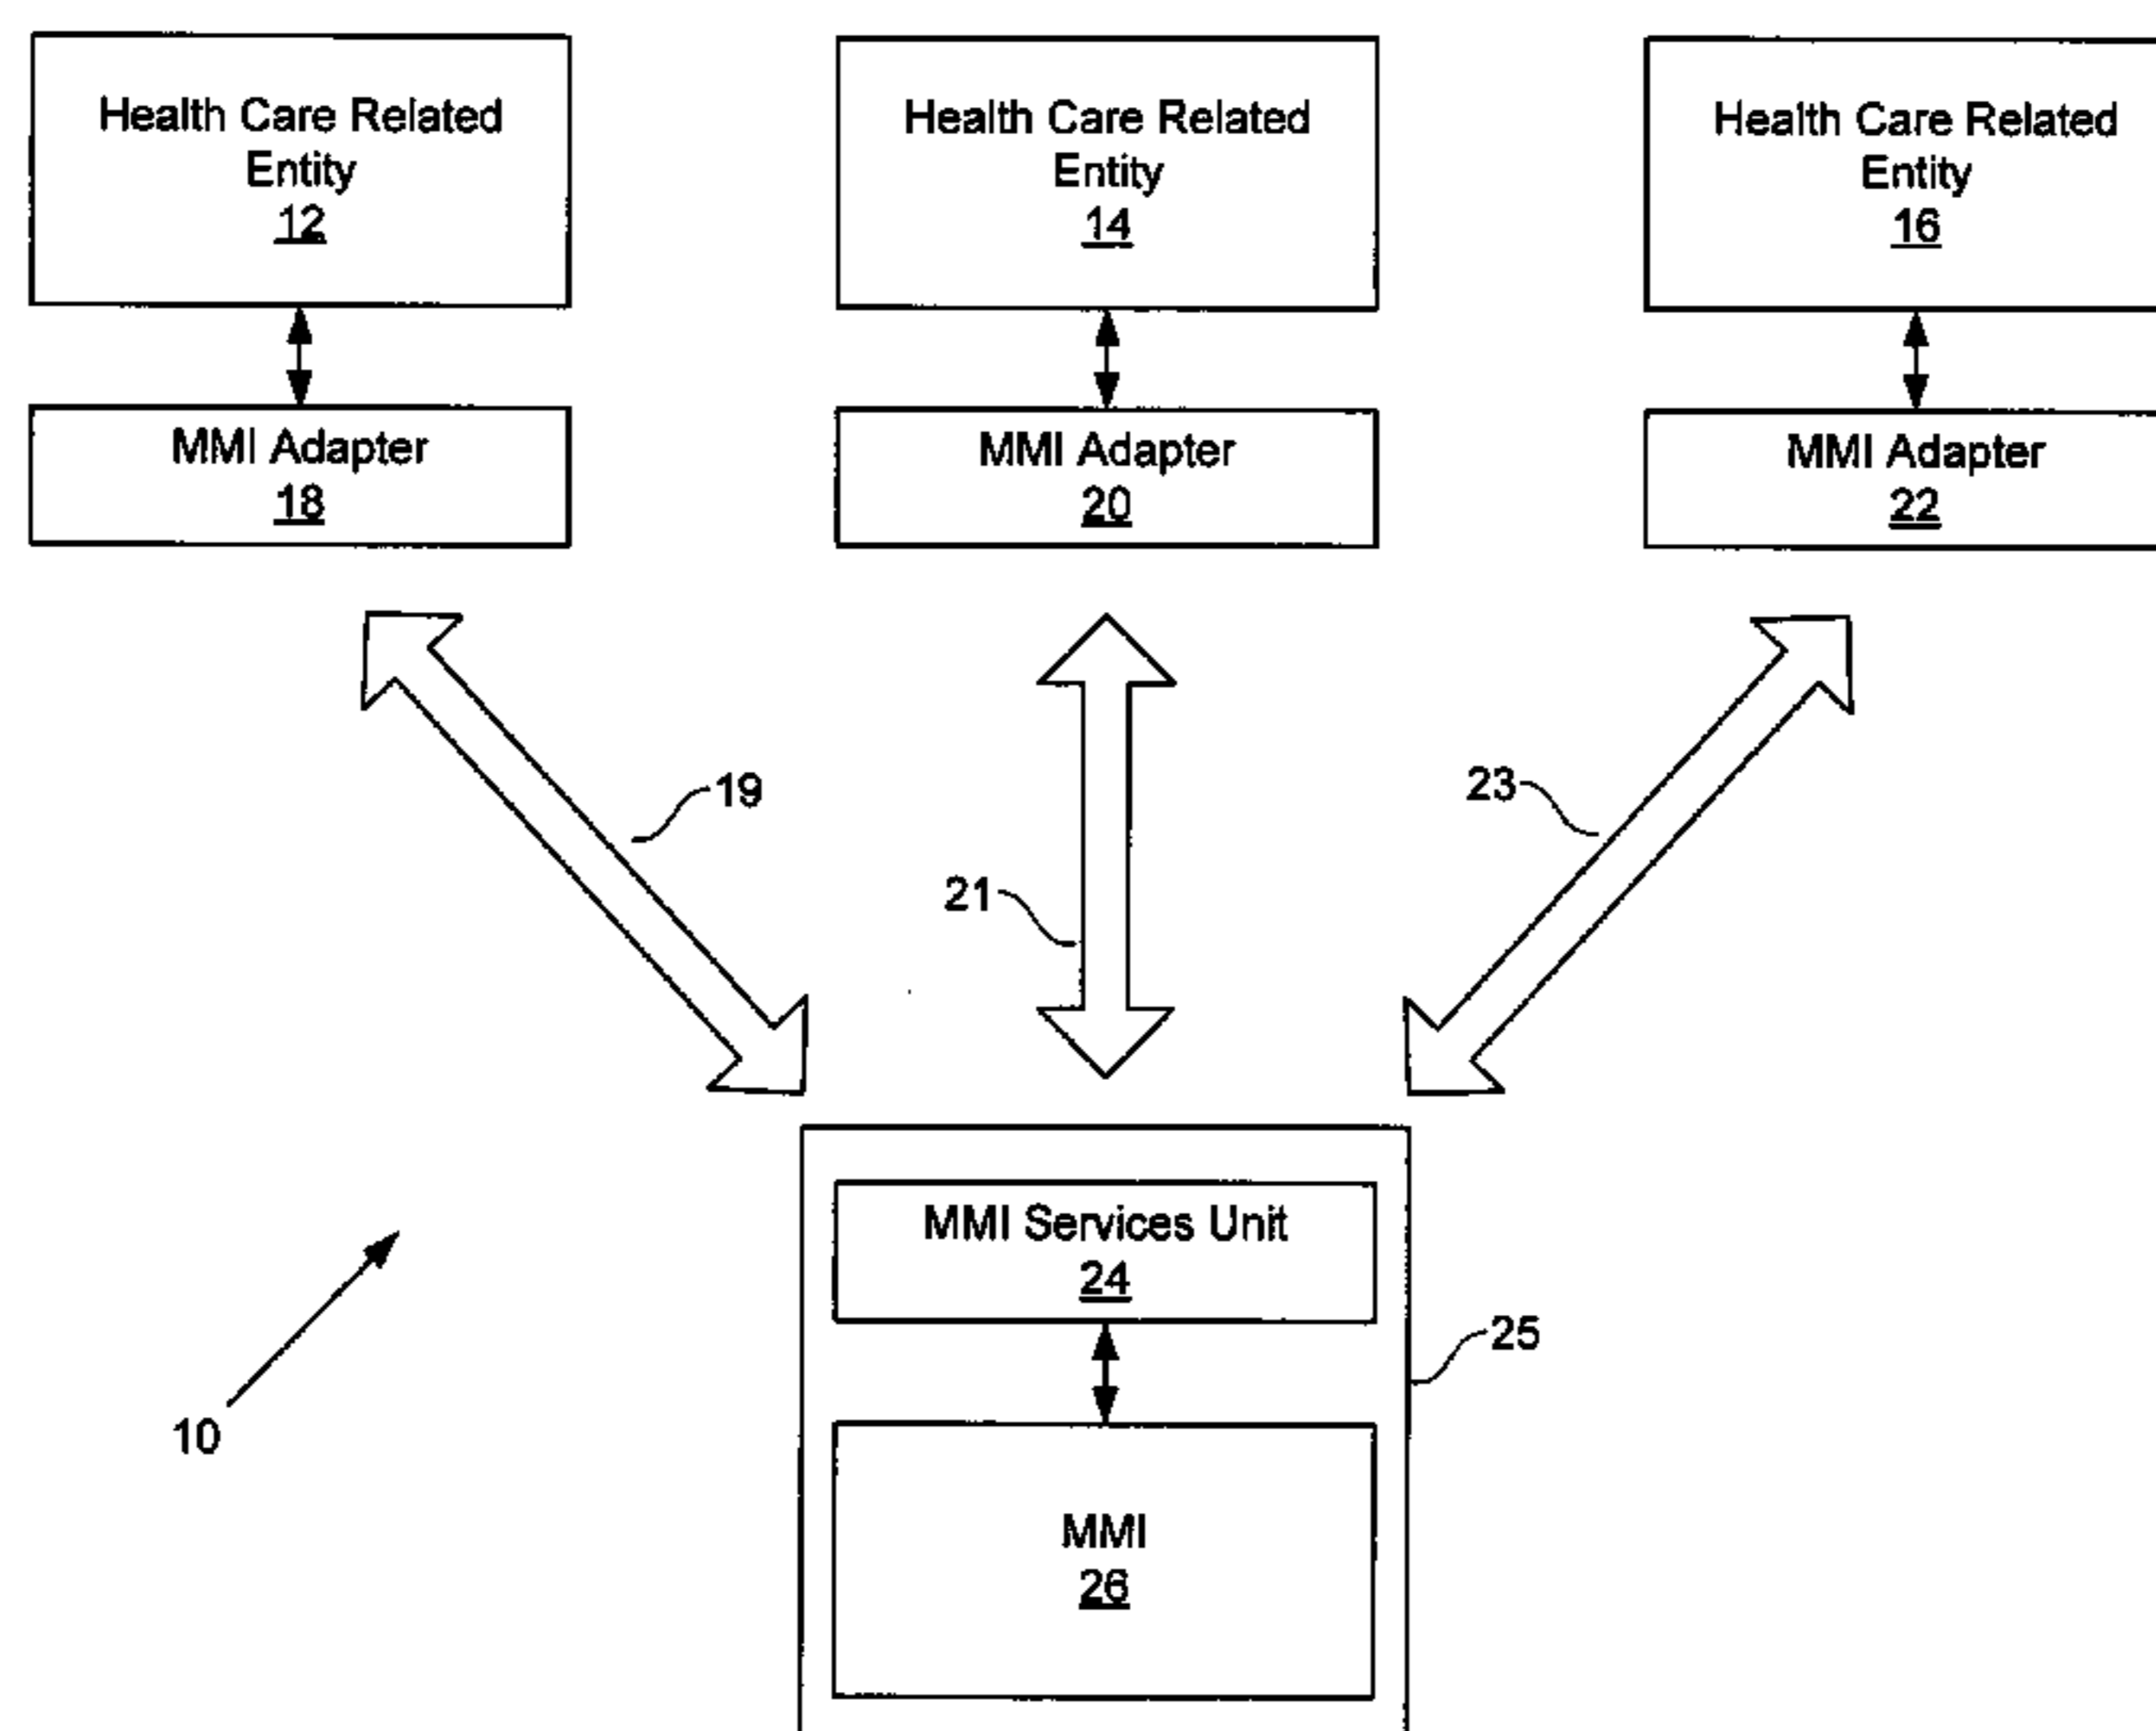 Health Care Related
Entity
12
Health Care Related
Entity
14
Health Care Related
Entity
16
MMI Adapter
18
MMI Adapter
20
MMI Adapter
22
19
23
21
MMI Services Unit
24
25
10
MMI
26